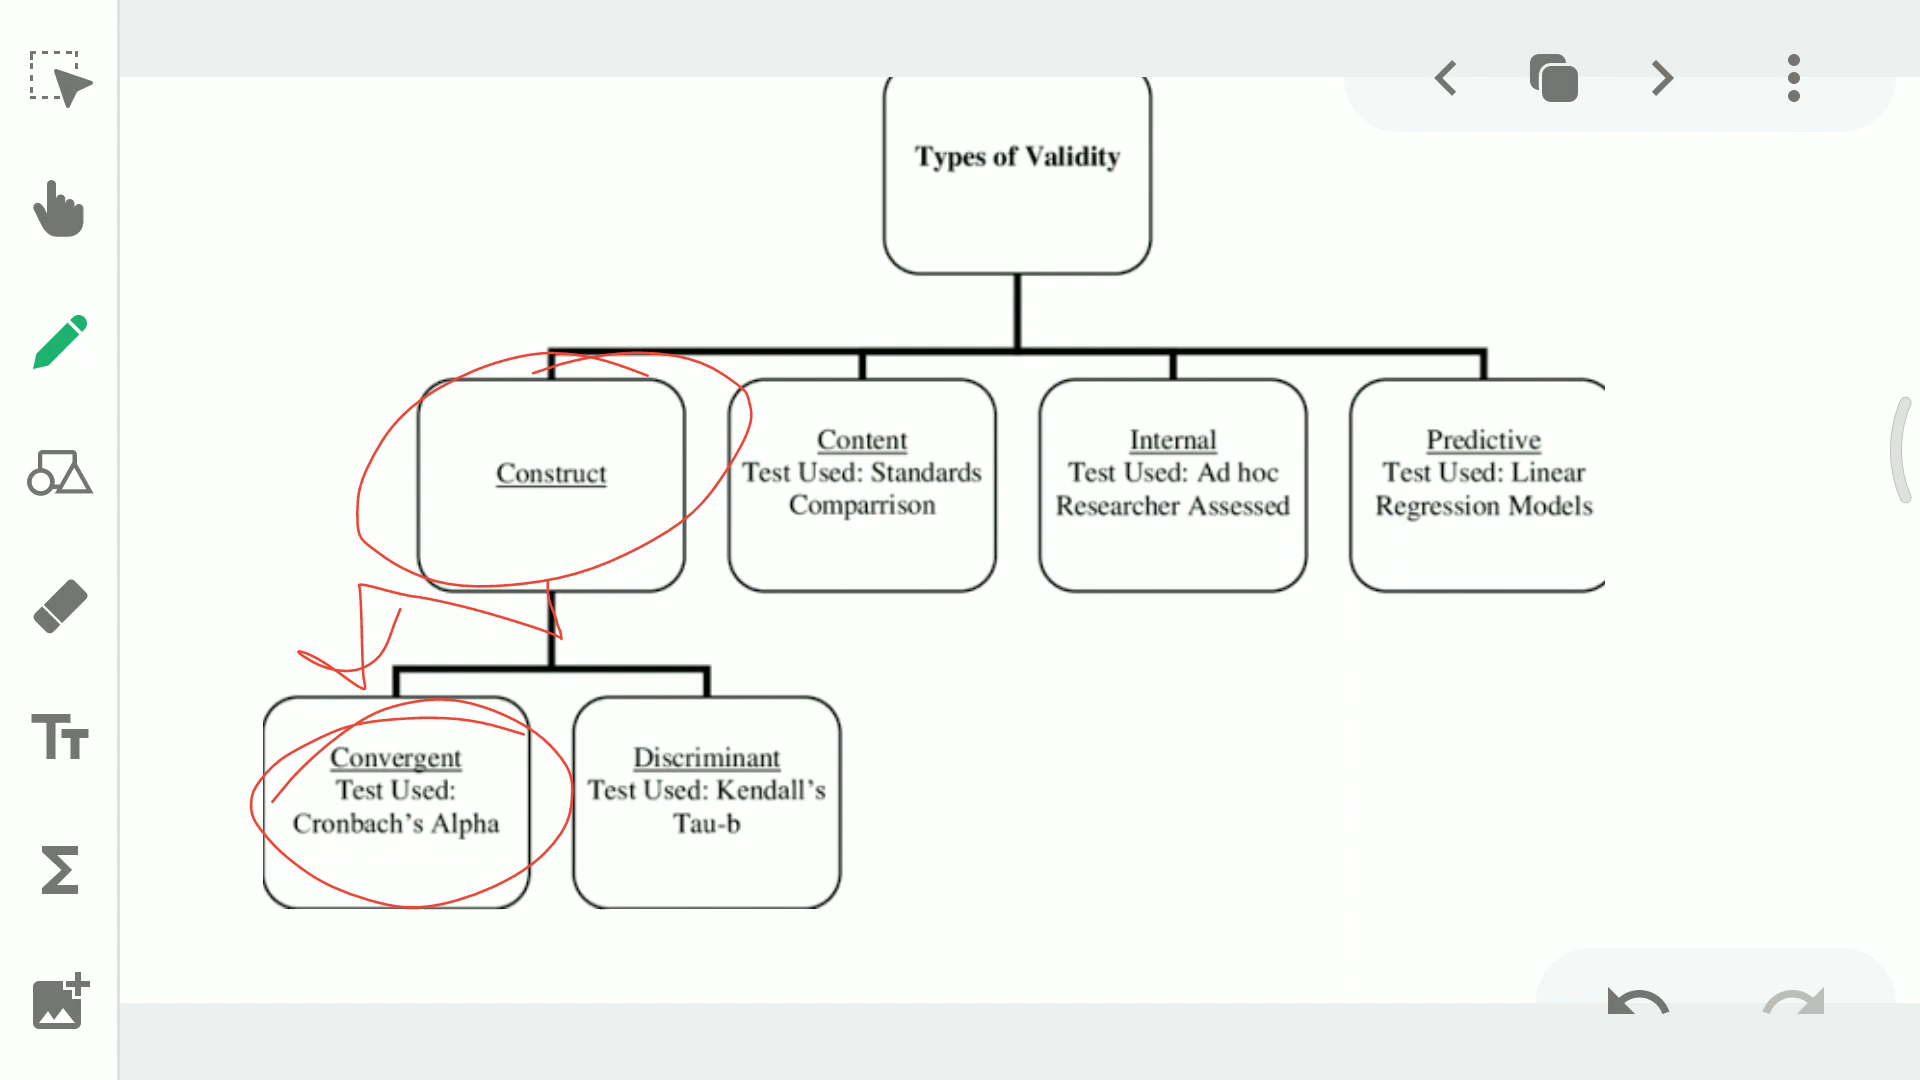 Types of Validity
Construct
Content
Test Used: Standards
Comparrison
Internal
Test Used: Ad hoc
Researcher Assessed
Predictive
Test Used: Linear
Regression Models
Convergent
Test Used:
Cronbach's Alpha
Discriminant
Test Used: Kendall's
Tau-b